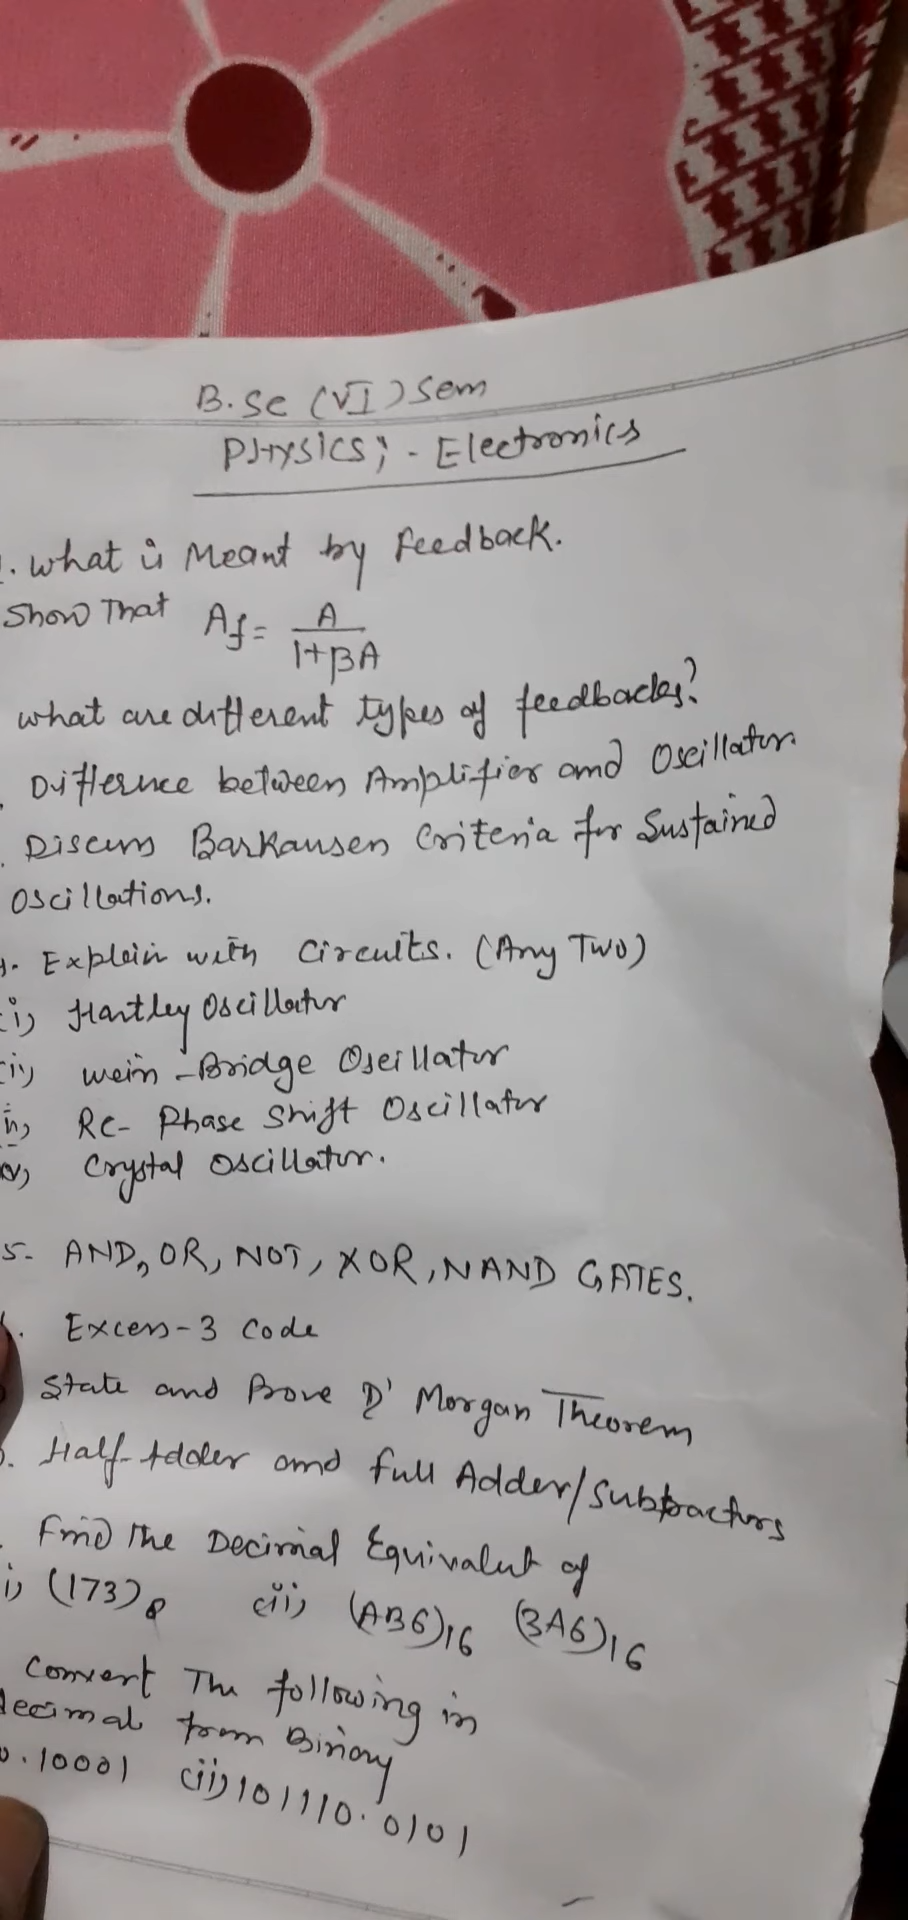 B.Sc (VI) Sem
PHYSICS; - Electronics
. what is Meant by Feedback.
Show That Af = A / 1+βA
what are different types of feedbacks?
. Differnce between Amplifier and Oscillator.
. Discuss Barkausen Criteria for Sustained
Oscillations.
. Explain with Circuits. (Any Two)
i) Hartley Oscillator
ii) wein-Bridge Oscillator
RC- Phase Shift Oscillator
Crystal Oscillator.
5. AND, OR, NOT, XOR, NAND GATES.
. Excess-3 Code
State and Prove D' Morgan Theorem
. Half-Adder and full Adder/Subtractors
. Find The Decimal Equivalent of
i) (173)8 (ii) (AB6)16 (3A6)16
Convert The following in
decimal from Binary
.10001 (ii) 101110.0101